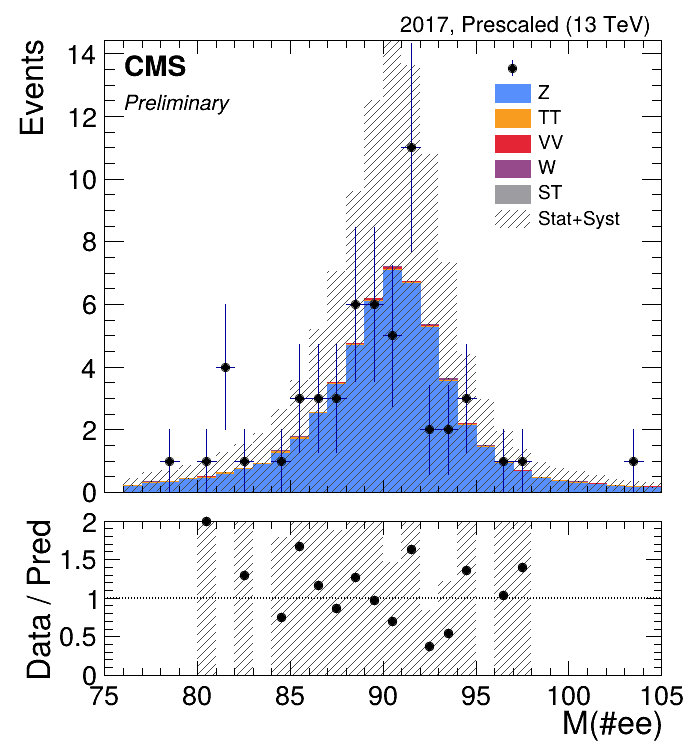 2017, Prescaled (13 TeV)
Events
CMS
Preliminary
Z
TT
VV
W
ST
Stat+Syst
14
12
10
8
6
4
2
0
Data / Pred
2
1.5
1
0.5
0
75 80 85 90 95 100 105
M(#ee)